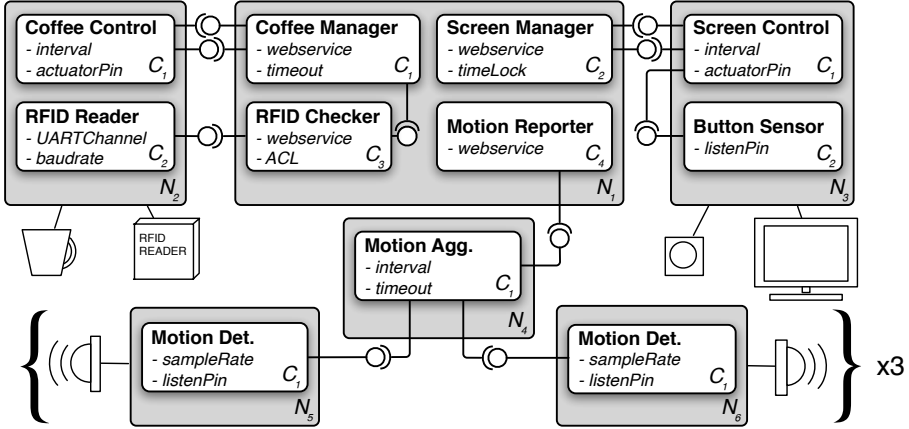 Coffee Control
- interval
- actuatorPin
C1
RFID Reader
- UARTChannel
- baudrate
C2
N2
Coffee Manager
- webservice
- timeout
C1
RFID Checker
- webservice
- ACL
C3
Screen Manager
- webservice
- timeLock
C2
Motion Reporter
- webservice
C4
N1
Screen Control
- interval
- actuatorPin
C1
Button Sensor
- listenPin
C2
N3
RFID
READER
Motion Agg.
- interval
- timeout
C1
N4
Motion Det.
- sampleRate
- listenPin
C1
N5
Motion Det.
- sampleRate
- listenPin
C1
N6
x3